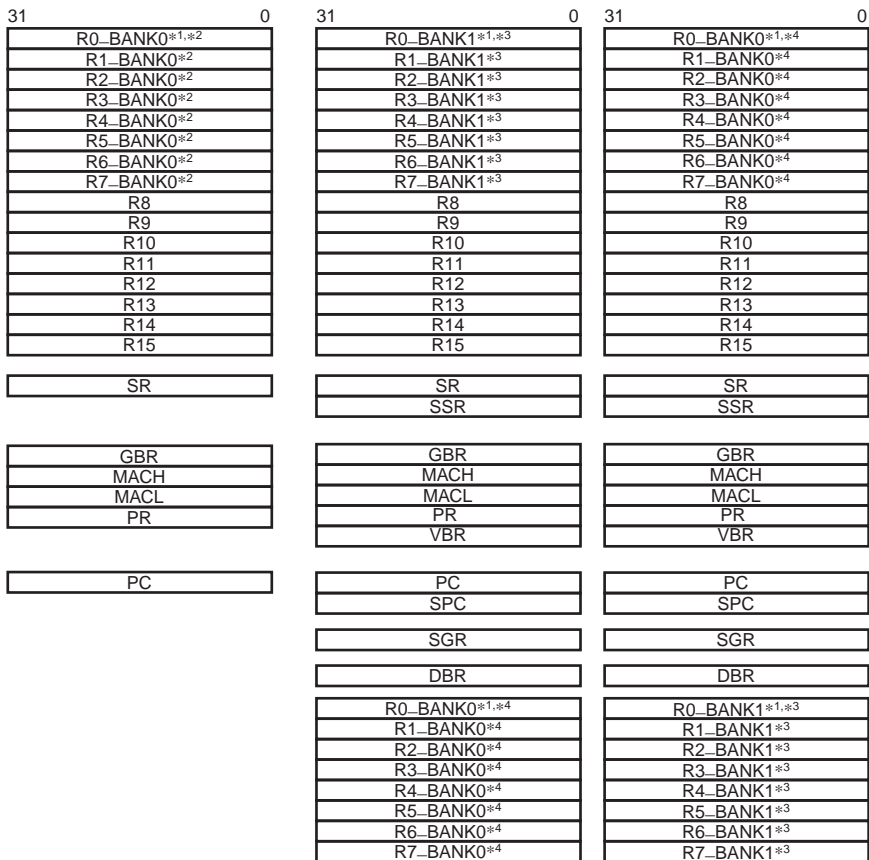 31 0 31 0 31 0
R0_BANK0*1,*2 R0_BANK1*1,*3 R0_BANK0*1,*4
R1_BANK0*2 R1_BANK1*3 R1_BANK0*4
R2_BANK0*2 R2_BANK1*3 R2_BANK0*4
R3_BANK0*2 R3_BANK1*3 R3_BANK0*4
R4_BANK0*2 R4_BANK1*3 R4_BANK0*4
R5_BANK0*2 R5_BANK1*3 R5_BANK0*4
R6_BANK0*2 R6_BANK1*3 R6_BANK0*4
R7_BANK0*2 R7_BANK1*3 R7_BANK0*4
R8 R8 R8
R9 R9 R9
R10 R10 R10
R11 R11 R11
R12 R12 R12
R13 R13 R13
R14 R14 R14
R15 R15 R15
SR SR SR
SSR SSR
GBR GBR GBR
MACH MACH MACH
MACL MACL MACL
PR PR PR
VBR VBR
PC PC PC
SPC SPC
SGR SGR
DBR DBR
R0_BANK0*1,*4 R0_BANK1*1,*3
R1_BANK0*4 R1_BANK1*3
R2_BANK0*4 R2_BANK1*3
R3_BANK0*4 R3_BANK1*3
R4_BANK0*4 R4_BANK1*3
R5_BANK0*4 R5_BANK1*3
R6_BANK0*4 R6_BANK1*3
R7_BANK0*4 R7_BANK1*3